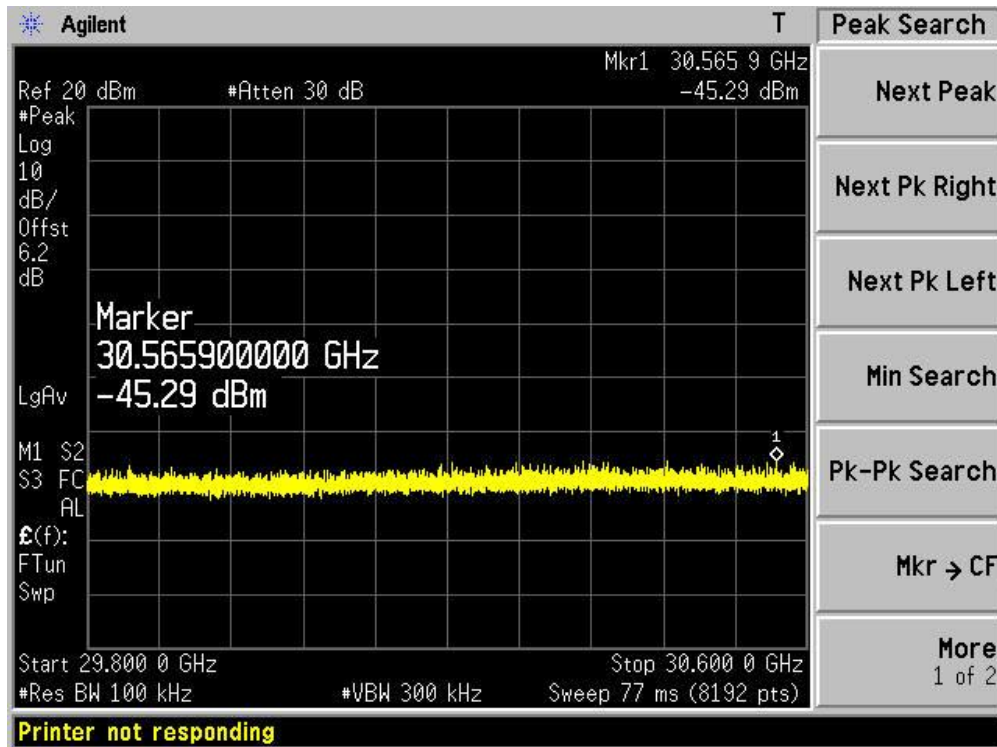 Agilent T Peak Search
Mkr1 30.565 9 GHz
Ref 20 dBm #Atten 30 dB -45.29 dBm
#Peak
Log
10
dB/
Offst
6.2
dB
Marker
30.565900000 GHz
-45.29 dBm
LgAv
1
M1 S2
S3 FC
AL
£(f):
FTun
Swp
Start 29.800 0 GHz Stop 30.600 0 GHz
#Res BW 100 kHz #VBW 300 kHz Sweep 77 ms (8192 pts)
Printer not responding
Next Peak
Next Pk Right
Next Pk Left
Min Search
Pk-Pk Search
Mkr → CF
More
1 of 2